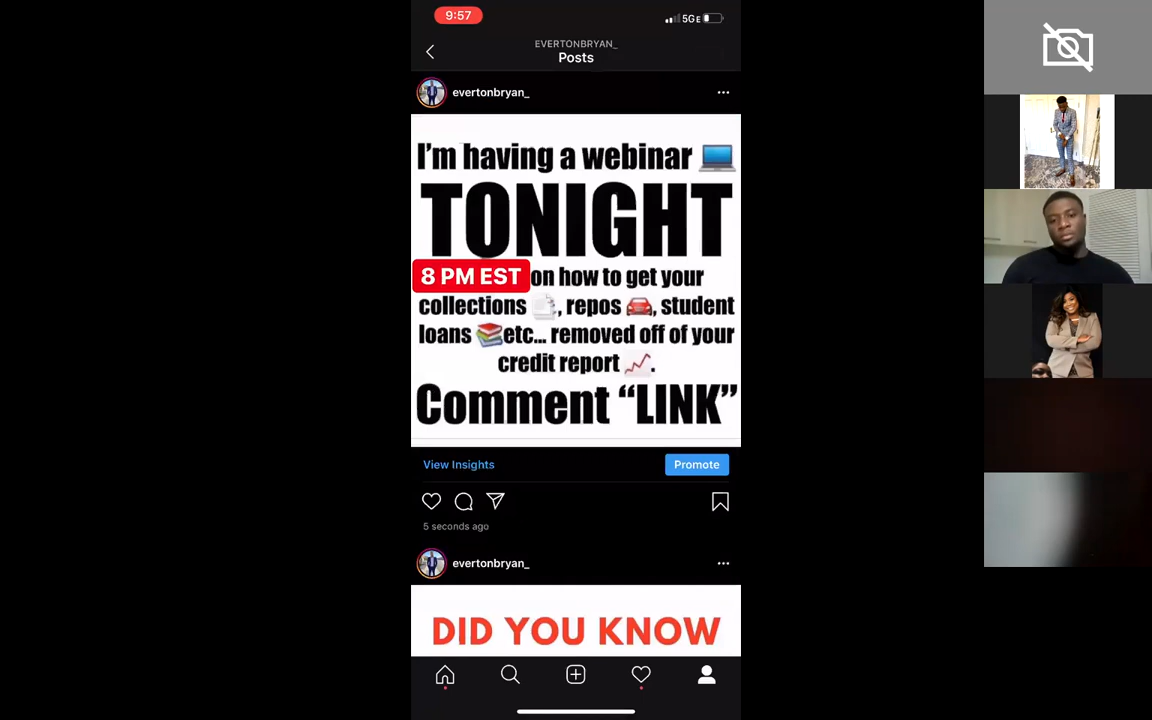 9:57
5GE
EVERTONBRYAN_
Posts
evertonbryan_
I'm having a webinar
TONIGHT
8 PM EST on how to get your
collections, repos, student
loans etc... removed off of your
credit report.
Comment “LINK”
View Insights
Promote
5 seconds ago
evertonbryan_
DID YOU KNOW